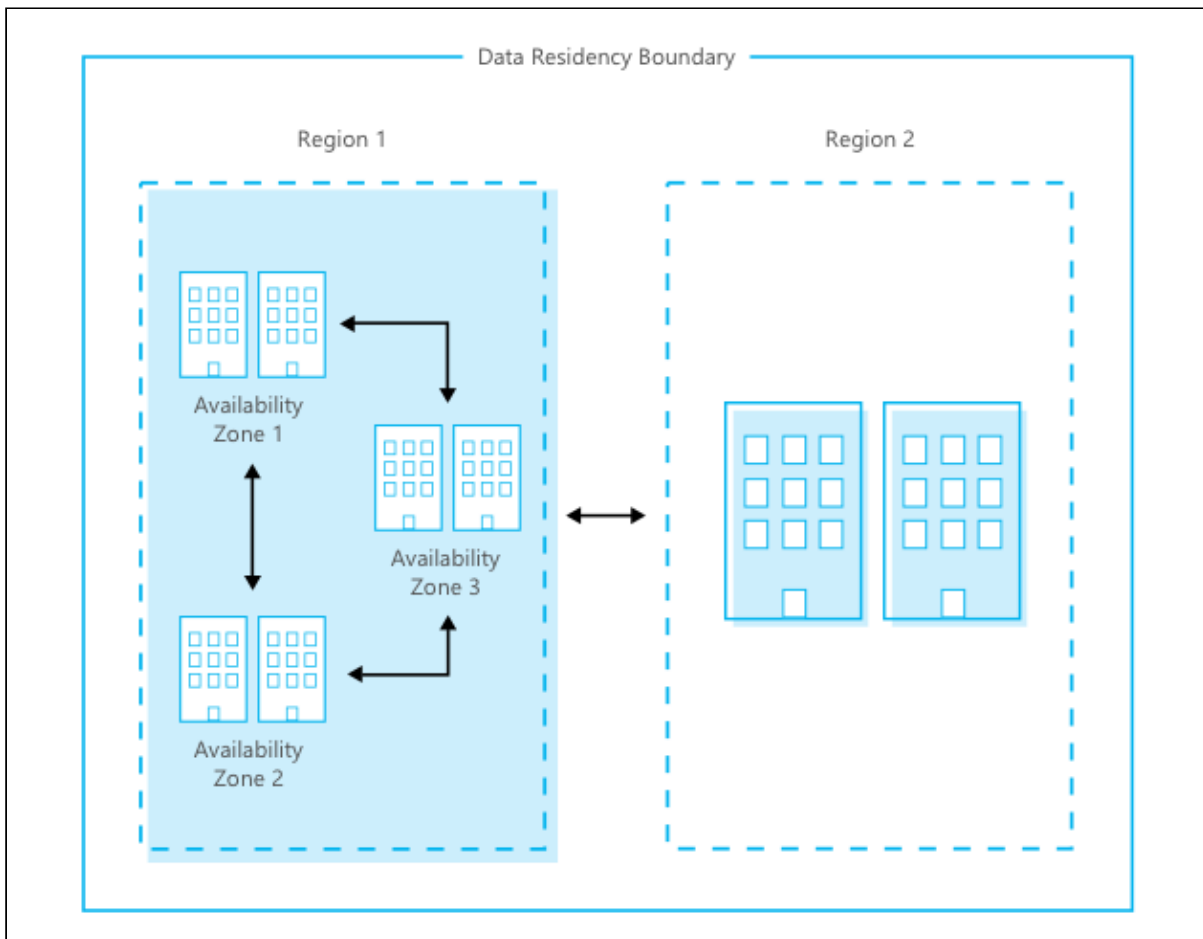 Data Residency Boundary
Region 1
Region 2
Availability
Zone 1
Availability
Zone 3
Availability
Zone 2